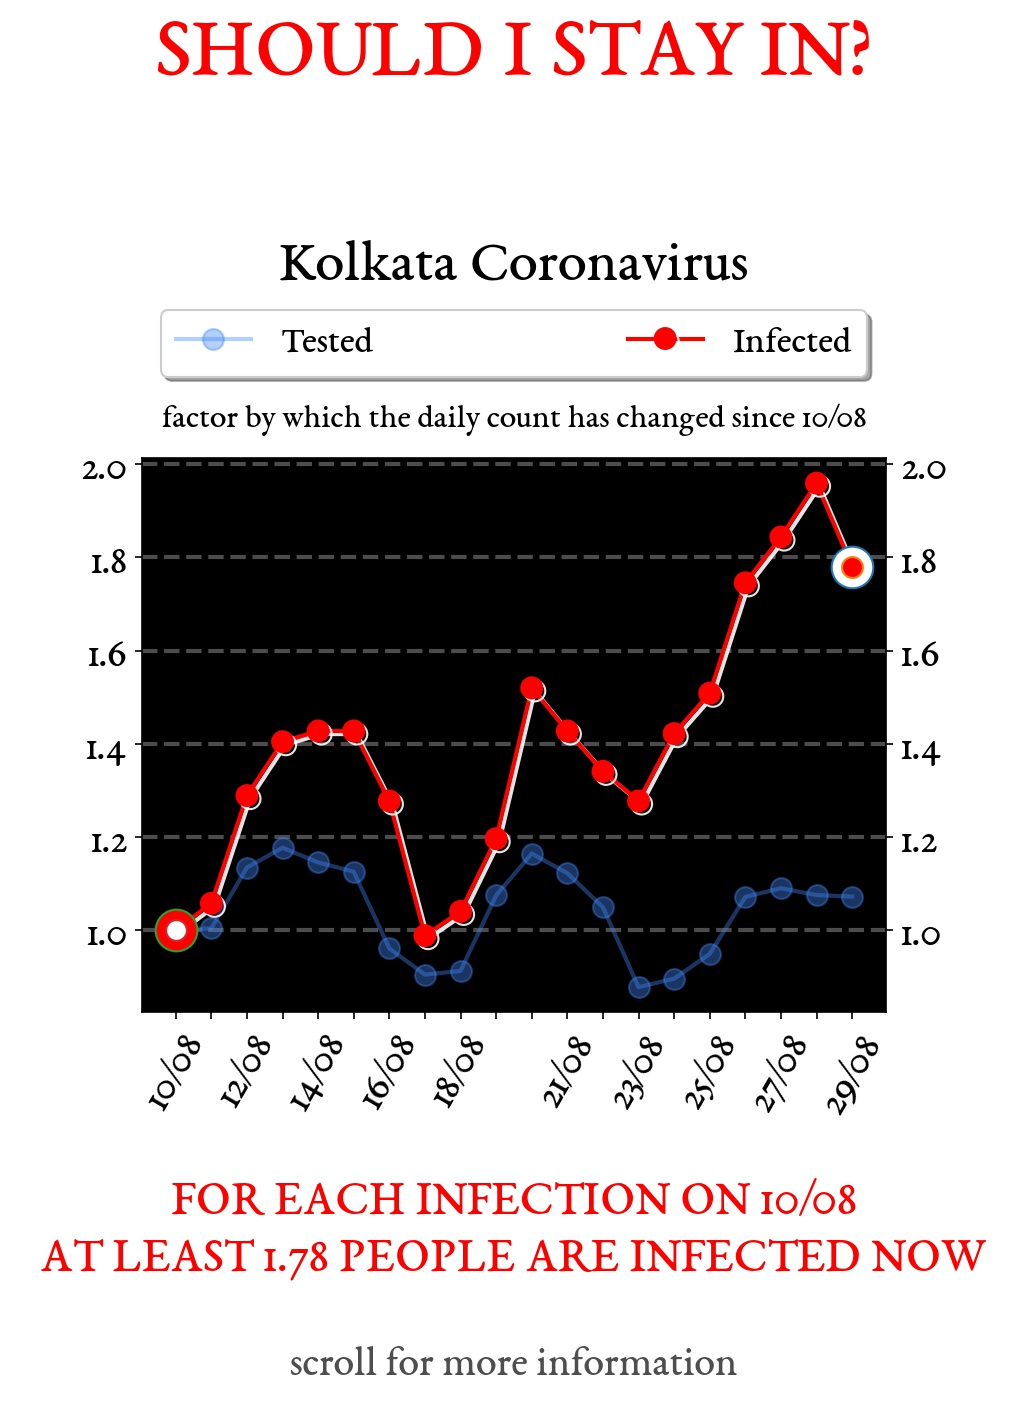 SHOULD I STAY IN?
Kolkata Coronavirus
Tested Infected
factor by which the daily count has changed since 10/08
2.0 2.0
1.8 1.8
1.6 1.6
1.4 1.4
1.2 1.2
1.0 1.0
10/08 12/08 14/08 16/08 18/08 21/08 23/08 25/08 27/08 29/08
FOR EACH INFECTION ON 10/08
AT LEAST 1.78 PEOPLE ARE INFECTED NOW
scroll for more information